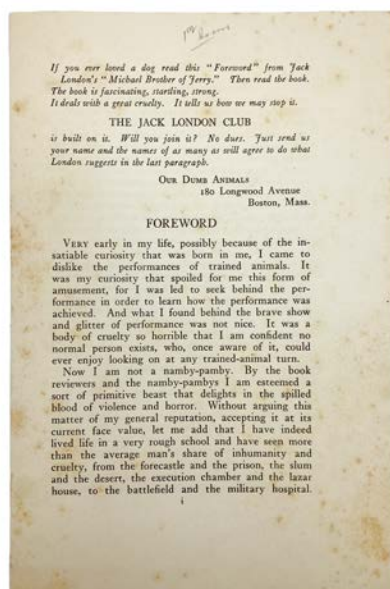 If you ever loved a dog read this "Foreword" from Jack
London's "Michael Brother of Jerry." Then read the book.
The book is fascinating, startling, strong.
It deals with a great cruelty. It tells us how we may stop it.
THE JACK LONDON CLUB
is built on it. Will you join it? No dues. Just send us
your name and the names of as many as will agree to do what
London suggests in the last paragraph.
Our Dumb Animals
180 Longwood Avenue
Boston, Mass.
FOREWORD
Very early in my life, possibly because of the in-
satiable curiosity that was born in me, I came to
dislike the performances of trained animals. It
was my curiosity that spoiled for me this form of
amusement, for I was led to seek behind the per-
formance in order to learn how the performance was
achieved. And what I found behind the brave show
and glitter of performance was not nice. It was a
body of cruelty so horrible that I am confident no
normal person exists, who, once aware of it, could
ever enjoy looking on at any trained-animal turn.
Now I am not a namby-pamby. By the book
reviewers and the namby-pambys I am esteemed a
sort of primitive beast that delights in the spilled
blood of violence and horror. Without arguing this
matter of my general reputation, accepting it at its
current face value, let me add that I have indeed
lived life in a very rough school and have seen more
than the average man's share of inhumanity and
cruelty, from the forecastle and the prison, the slum
and the desert, the execution chamber and the lazar
house, to the battlefield and the military hospital.
i